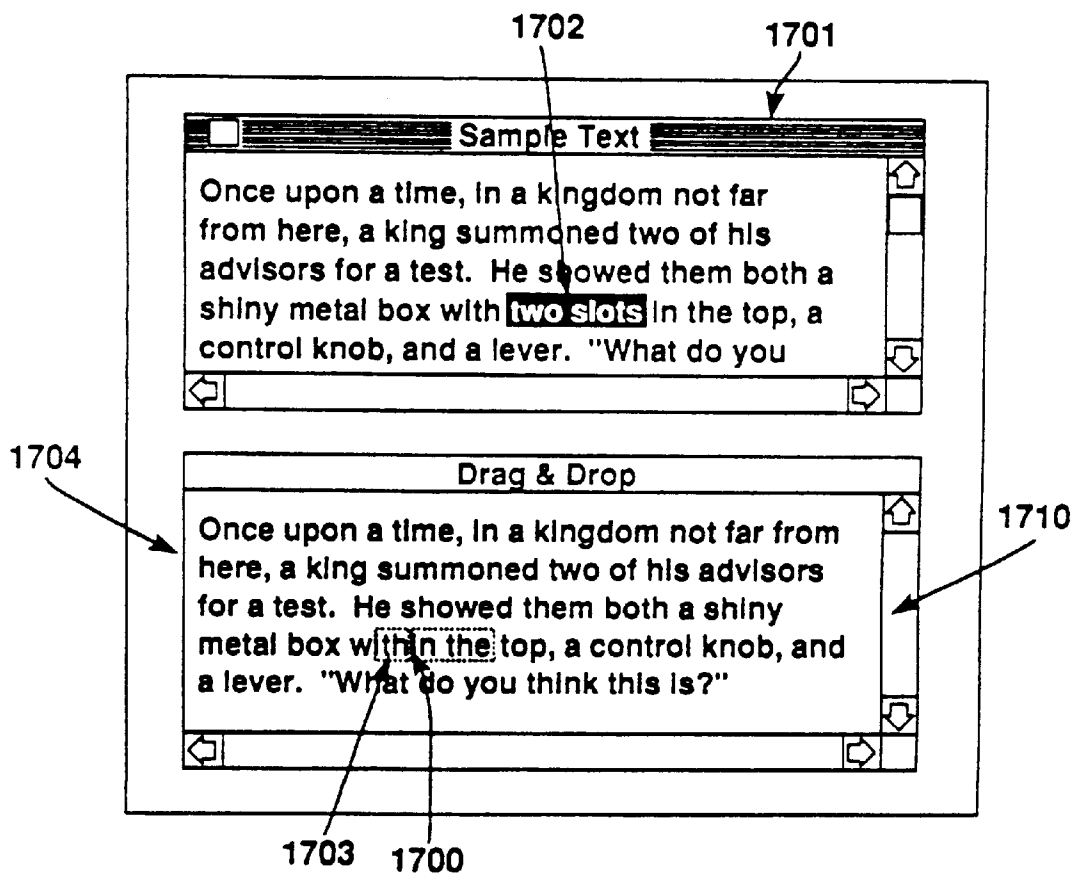 1702
1701
Sample Text
Once upon a time, in a kingdom not far
from here, a king summoned two of his
advisors for a test. He showed them both a
shiny metal box with two slots in the top, a
control knob, and a lever. "What do you
1704
Drag & Drop
1710
Once upon a time, in a kingdom not far from
here, a king summoned two of his advisors
for a test. He showed them both a shiny
metal box within the top, a control knob, and
a lever. "What do you think this is?"
1703
1700